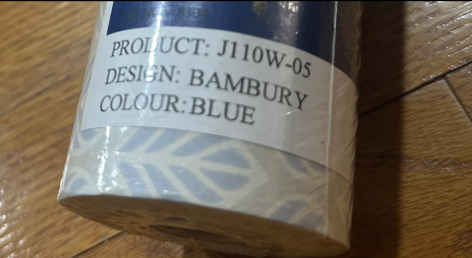 PRODUCT: J110W-05
DESIGN: BAMBURY
COLOUR: BLUE